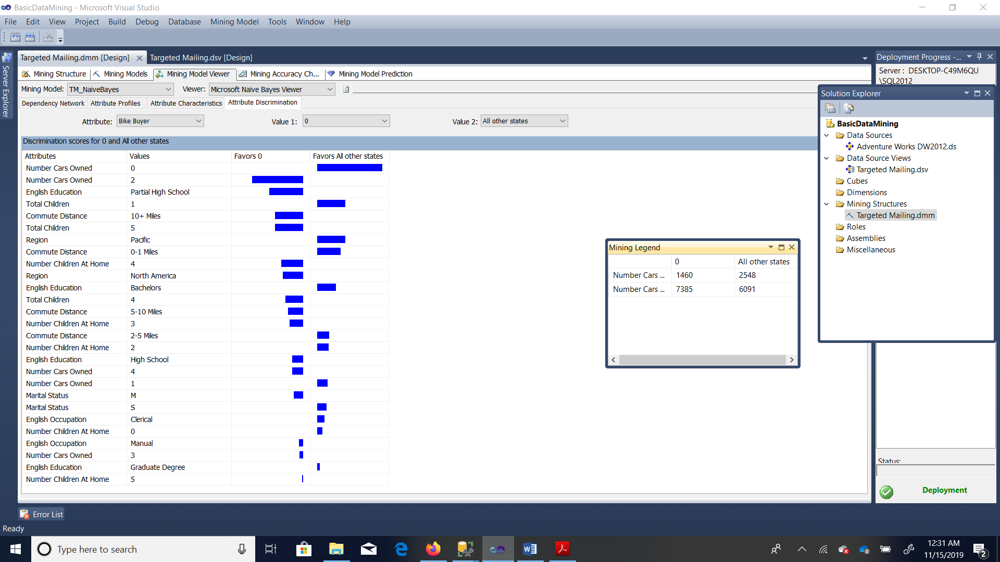 BasicDataMining - Microsoft Visual Studio
File Edit View Project Build Debug Database Mining Model Tools Window Help
Server Explorer
Targeted Mailing.dmm [Design] Targeted Mailing.dsv [Design]
Mining Structure Mining Models Mining Model Viewer Mining Accuracy Ch... Mining Model Prediction
Mining Model: TM_NaiveBayes Viewer: Microsoft Naive Bayes Viewer
Dependency Network Attribute Profiles Attribute Characteristics Attribute Discrimination
Attribute: Bike Buyer Value 1: 0 Value 2: All other states
Discrimination scores for 0 and All other states
Attributes Values Favors 0 Favors All other states
Number Cars Owned 0
Number Cars Owned 2
English Education Partial High School
Total Children 1
Commute Distance 10+ Miles
Total Children 5
Region Pacific
Commute Distance 0-1 Miles
Number Children At Home 4
Region North America
English Education Bachelors
Total Children 4
Commute Distance 5-10 Miles
Number Children At Home 3
Commute Distance 2-5 Miles
Number Children At Home 2
English Education High School
Number Cars Owned 4
Number Cars Owned 1
Marital Status M
Marital Status S
English Occupation Clerical
Number Children At Home 0
English Occupation Manual
Number Cars Owned 3
English Education Graduate Degree
Number Children At Home 5
Mining Legend
0 All other states
Number Cars ... 1460 2548
Number Cars ... 7385 6091
Deployment Progress -...
Server : DESKTOP-C49M6QU
\SQL2012
Solution Explorer
BasicDataMining
Data Sources
Adventure Works DW2012.ds
Data Source Views
Targeted Mailing.dsv
Cubes
Dimensions
Mining Structures
Targeted Mailing.dmm
Roles
Assemblies
Miscellaneous
Status:
Deployment
Error List
Ready
Type here to search
12:31 AM
11/15/2019
2